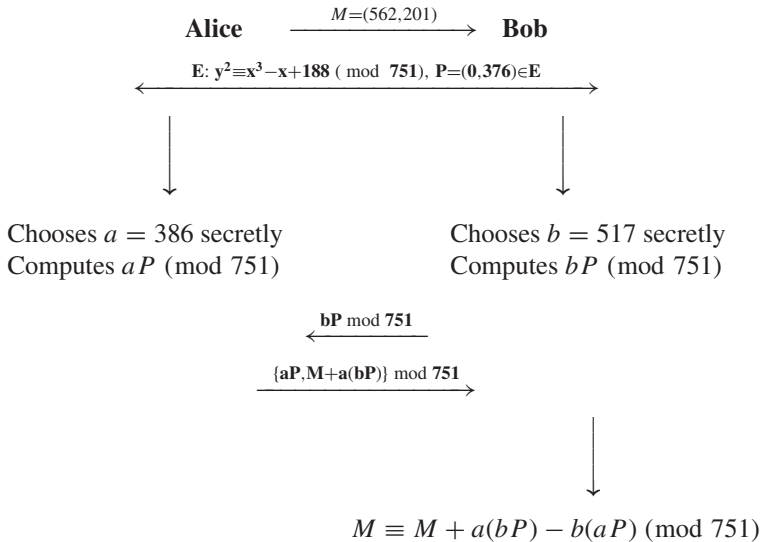 Alice M=(562,201) Bob
E: y²≡x³−x+188 ( mod 751), P=(0,376)∈E
Chooses a = 386 secretly Chooses b = 517 secretly
Computes aP (mod 751) Computes bP (mod 751)
bP mod 751
{aP,M+a(bP)} mod 751
M ≡ M + a(bP) − b(aP) (mod 751)